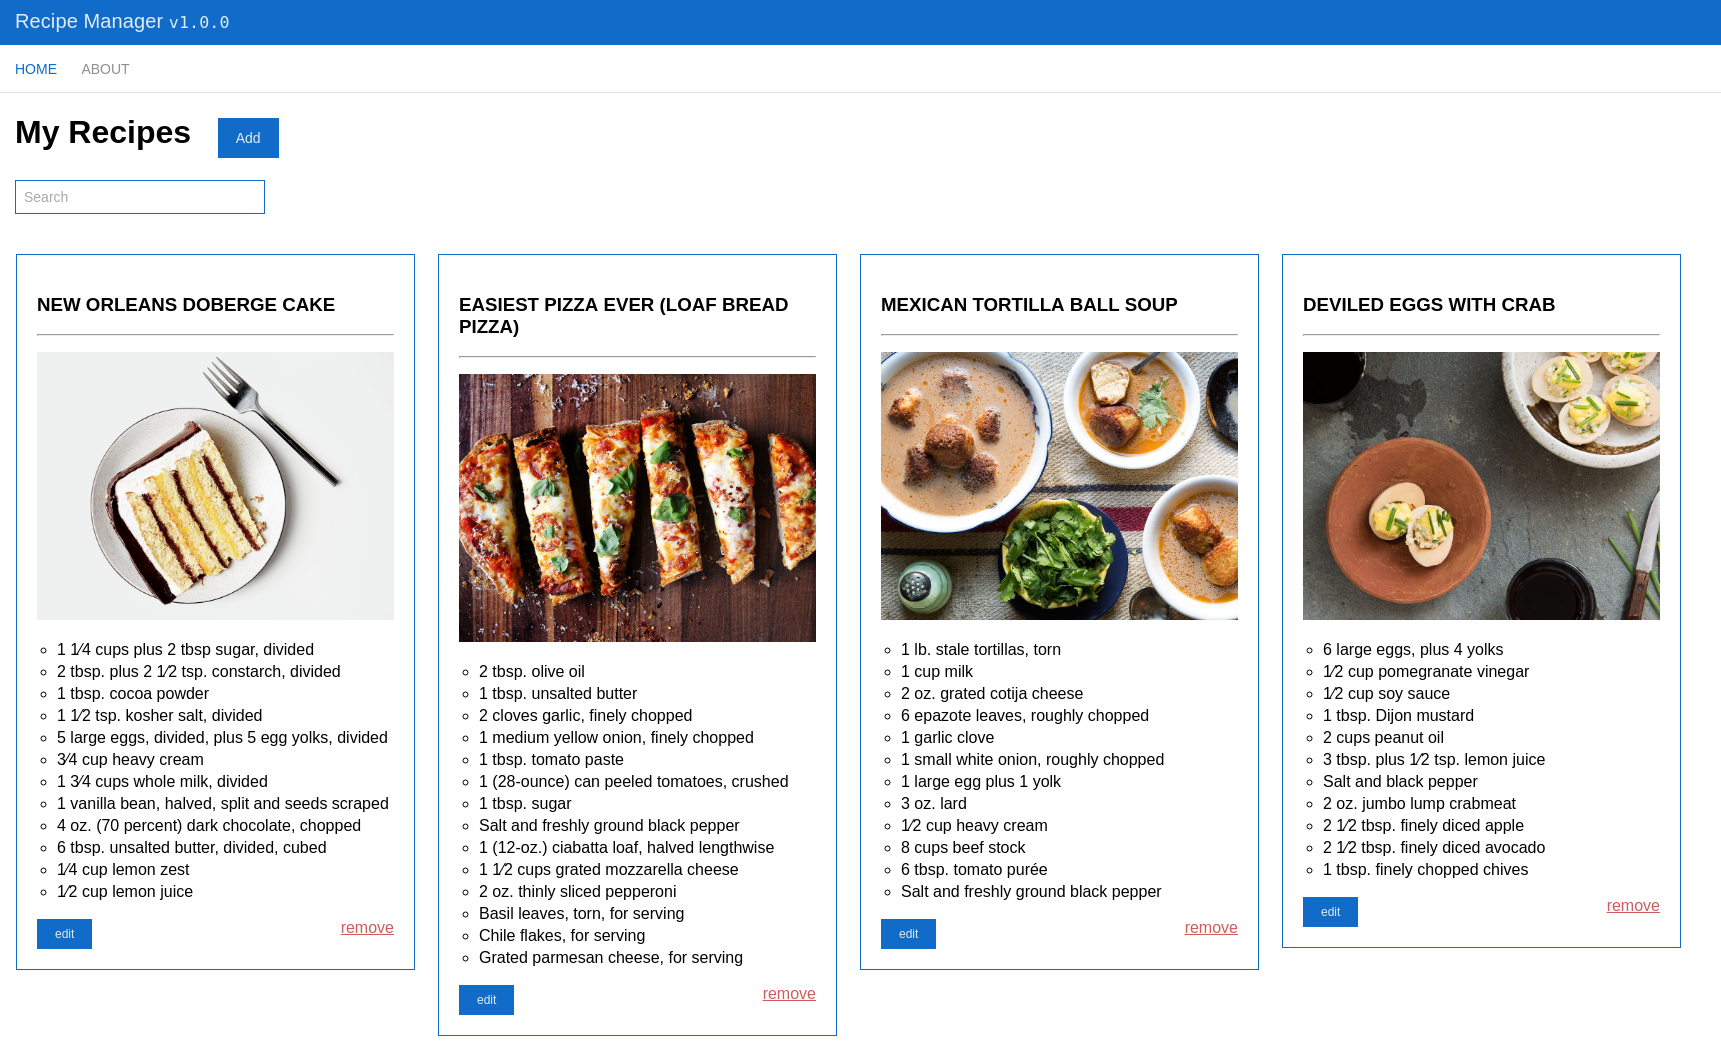 Recipe Manager v1.0.0
HOME ABOUT
My Recipes Add
Search
NEW ORLEANS DOBERGE CAKE
1 1⁄4 cups plus 2 tbsp sugar, divided
2 tbsp. plus 2 1⁄2 tsp. constarch, divided
1 tbsp. cocoa powder
1 1⁄2 tsp. kosher salt, divided
5 large eggs, divided, plus 5 egg yolks, divided
3⁄4 cup heavy cream
1 3⁄4 cups whole milk, divided
1 vanilla bean, halved, split and seeds scraped
4 oz. (70 percent) dark chocolate, chopped
6 tbsp. unsalted butter, divided, cubed
1⁄4 cup lemon zest
1⁄2 cup lemon juice
edit remove
EASIEST PIZZA EVER (LOAF BREAD
PIZZA)
2 tbsp. olive oil
1 tbsp. unsalted butter
2 cloves garlic, finely chopped
1 medium yellow onion, finely chopped
1 tbsp. tomato paste
1 (28-ounce) can peeled tomatoes, crushed
1 tbsp. sugar
Salt and freshly ground black pepper
1 (12-oz.) ciabatta loaf, halved lengthwise
1 1⁄2 cups grated mozzarella cheese
2 oz. thinly sliced pepperoni
Basil leaves, torn, for serving
Chile flakes, for serving
Grated parmesan cheese, for serving
edit remove
MEXICAN TORTILLA BALL SOUP
1 lb. stale tortillas, torn
1 cup milk
2 oz. grated cotija cheese
6 epazote leaves, roughly chopped
1 garlic clove
1 small white onion, roughly chopped
1 large egg plus 1 yolk
3 oz. lard
1⁄2 cup heavy cream
8 cups beef stock
6 tbsp. tomato purée
Salt and freshly ground black pepper
edit remove
DEVILED EGGS WITH CRAB
6 large eggs, plus 4 yolks
1⁄2 cup pomegranate vinegar
1⁄2 cup soy sauce
1 tbsp. Dijon mustard
2 cups peanut oil
3 tbsp. plus 1⁄2 tsp. lemon juice
Salt and black pepper
2 oz. jumbo lump crabmeat
2 1⁄2 tbsp. finely diced apple
2 1⁄2 tbsp. finely diced avocado
1 tbsp. finely chopped chives
edit remove